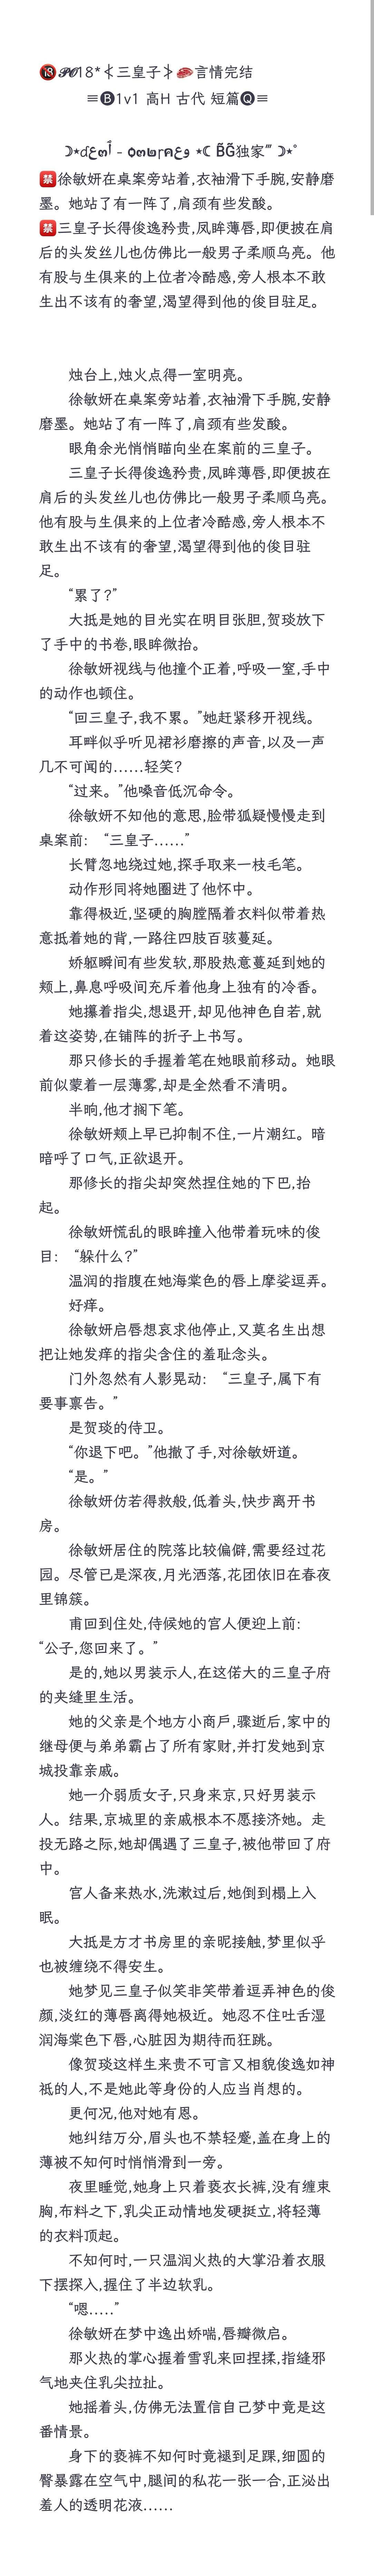 🔞𝓟𝓞18*⊰三皇子⊱🥓言情完结
≡🅑1v1 高H 古代 短篇🅠≡
独家
🈲徐敏妍在桌案旁站着,衣袖滑下手腕,安静磨
墨。她站了有一阵了,肩颈有些发酸。
🈲三皇子长得俊逸矜贵,凤眸薄唇,即便披在肩
后的头发丝儿也仿佛比一般男子柔顺乌亮。他
有股与生俱来的上位者冷酷感,旁人根本不敢
生出不该有的奢望,渴望得到他的俊目驻足。
烛台上,烛火点得一室明亮。
徐敏妍在桌案旁站着,衣袖滑下手腕,安静
磨墨。她站了有一阵了,肩颈有些发酸。
眼角余光悄悄瞄向坐在案前的三皇子。
三皇子长得俊逸矜贵,凤眸薄唇,即便披在
肩后的头发丝儿也仿佛比一般男子柔顺乌亮。
他有股与生俱来的上位者冷酷感,旁人根本不
敢生出不该有的奢望,渴望得到他的俊目驻
足。
“累了?”
大抵是她的目光实在明目张胆,贺琰放下
了手中的书卷,眼眸微抬。
徐敏妍视线与他撞个正着,呼吸一窒,手中
的动作也顿住。
“回三皇子,我不累。”她赶紧移开视线。
耳畔似乎听见裙衫磨擦的声音,以及一声
几不可闻的……轻笑?
“过来。”他嗓音低沉命令。
徐敏妍不知他的意思,脸带狐疑慢慢走到
桌案前: “三皇子……”
长臂忽地绕过她,探手取来一枝毛笔。
动作形同将她圈进了他怀中。
靠得极近,坚硬的胸膛隔着衣料似带着热
意抵着她的背,一路往四肢百骇蔓延。
娇躯瞬间有些发软,那股热意蔓延到她的
颊上,鼻息呼吸间充斥着他身上独有的冷香。
她攥着指尖,想退开,却见他神色自若,就
着这姿势,在铺阵的折子上书写。
那只修长的手握着笔在她眼前移动。她眼
前似蒙着一层薄雾,却是全然看不清明。
半晌,他才搁下笔。
徐敏妍颊上早已抑制不住,一片潮红。暗
暗呼了口气,正欲退开。
那修长的指尖却突然捏住她的下巴,抬
起。
徐敏妍慌乱的眼眸撞入他带着玩味的俊
目: “躲什么?”
温润的指腹在她海棠色的唇上摩娑逗弄。
好痒。
徐敏妍启唇想哀求他停止,又莫名生出想
把让她发痒的指尖含住的羞耻念头。
门外忽然有人影晃动: “三皇子,属下有
要事禀告。”
是贺琰的侍卫。
“你退下吧。”他撤了手,对徐敏妍道。
“是。”
徐敏妍仿若得救般,低着头,快步离开书
房。
徐敏妍居住的院落比较偏僻,需要经过花
园。尽管已是深夜,月光洒落,花团依旧在春夜
里锦簇。
甫回到住处,侍候她的宫人便迎上前:
“公子,您回来了。”
是的,她以男装示人,在这偌大的三皇子府
的夹缝里生活。
她的父亲是个地方小商戶,骤逝后,家中的
继母便与弟弟霸占了所有家财,并打发她到京
城投靠亲戚。
她一介弱质女子,只身来京,只好男装示
人。结果,京城里的亲戚根本不愿接济她。走
投无路之际,她却偶遇了三皇子,被他带回了府
中。
宫人备来热水,洗漱过后,她倒到榻上入
眠。
大抵是方才书房里的亲昵接触,梦里似乎
也被缠绕不得安生。
她梦见三皇子似笑非笑带着逗弄神色的俊
颜,淡红的薄唇离得她极近。她忍不住吐舌湿
润海棠色下唇,心脏因为期待而狂跳。
像贺琰这样生来贵不可言又相貌俊逸如神
祗的人,不是她此等身份的人应当肖想的。
更何况,他对她有恩。
她纠结万分,眉头也不禁轻蹙,盖在身上的
薄被不知何时悄悄滑到一旁。
夜里睡觉,她身上只着亵衣长裤,没有缠束
胸,布料之下,乳尖正动情地发硬挺立,将轻薄
的衣料顶起。
不知何时,一只温润火热的大掌沿着衣服
下摆探入,握住了半边软乳。
“嗯.....”
徐敏妍在梦中逸出娇喘,唇瓣微启。
那火热的掌心握着雪乳来回捏揉,指缝邪
气地夹住乳尖拉扯。
她摇着头,仿佛无法置信自己梦中竟是这
番情景。
身下的亵裤不知何时竟褪到足踝,细圆的
臀暴露在空气中,腿间的私花一张一合,正泌出
羞人的透明花液……